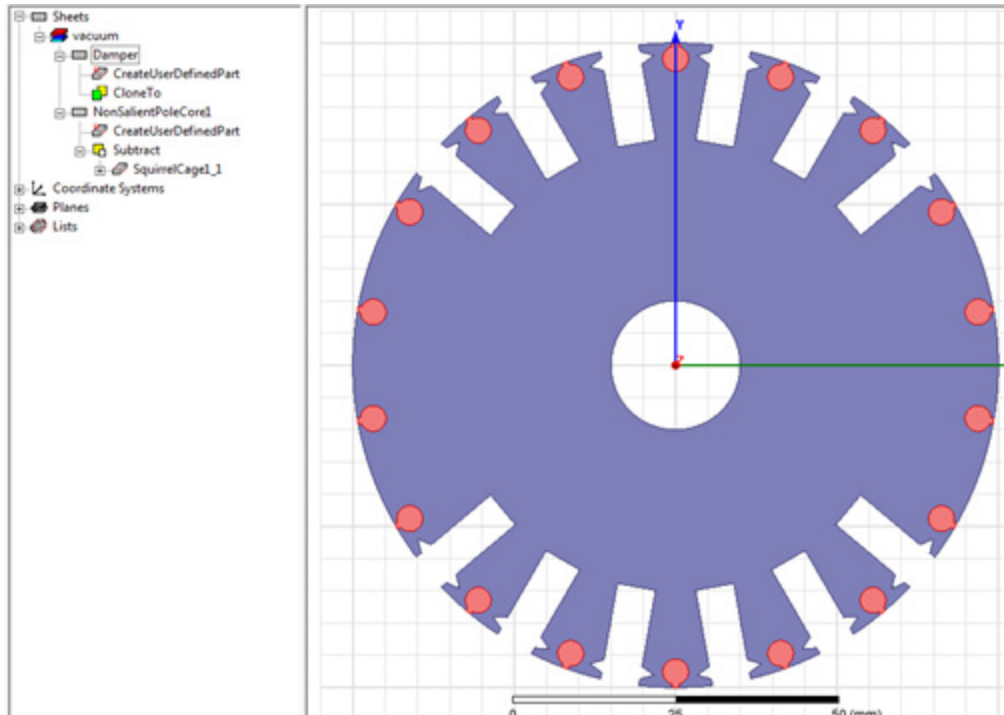 Sheets
vacuum
Damper
CreateUserDefinedPart
CloneTo
NonSalientPoleCore1
CreateUserDefinedPart
Subtract
SquirrelCage1_1
Coordinate Systems
Planes
Lists
Y
0 25 50 (mm)